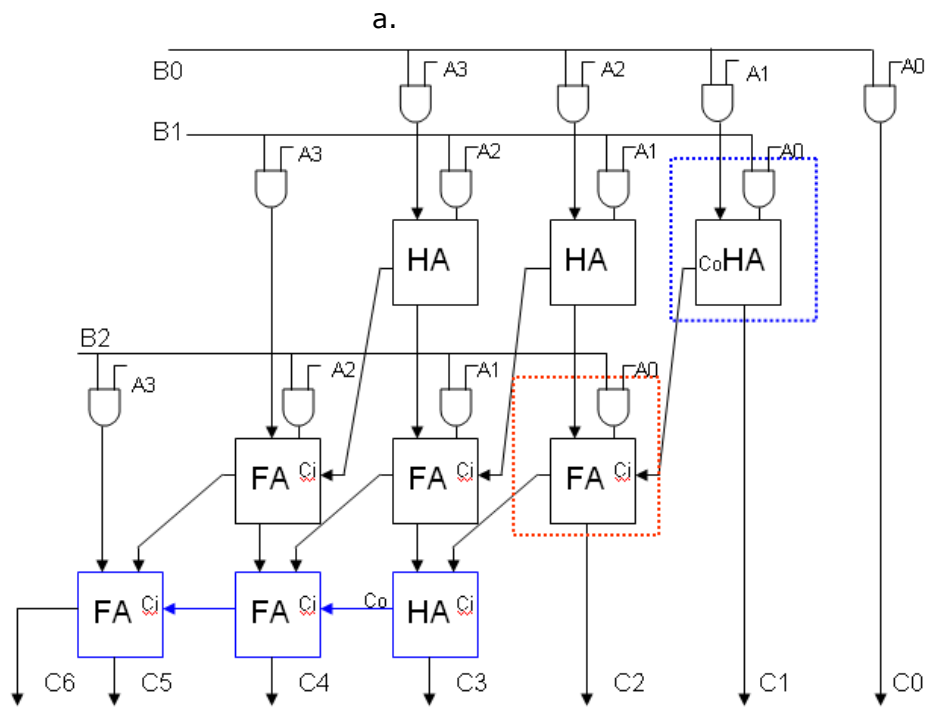 a.
B0 A3 A2 A1 A0
B1 A3 A2 A1 A0
HA HA Co HA
B2
A3 A2 A1 A0
FA Ci FA Ci FA Ci
FA Ci FA Ci Co HA Ci
C6 C5 C4 C3 C2 C1 C0